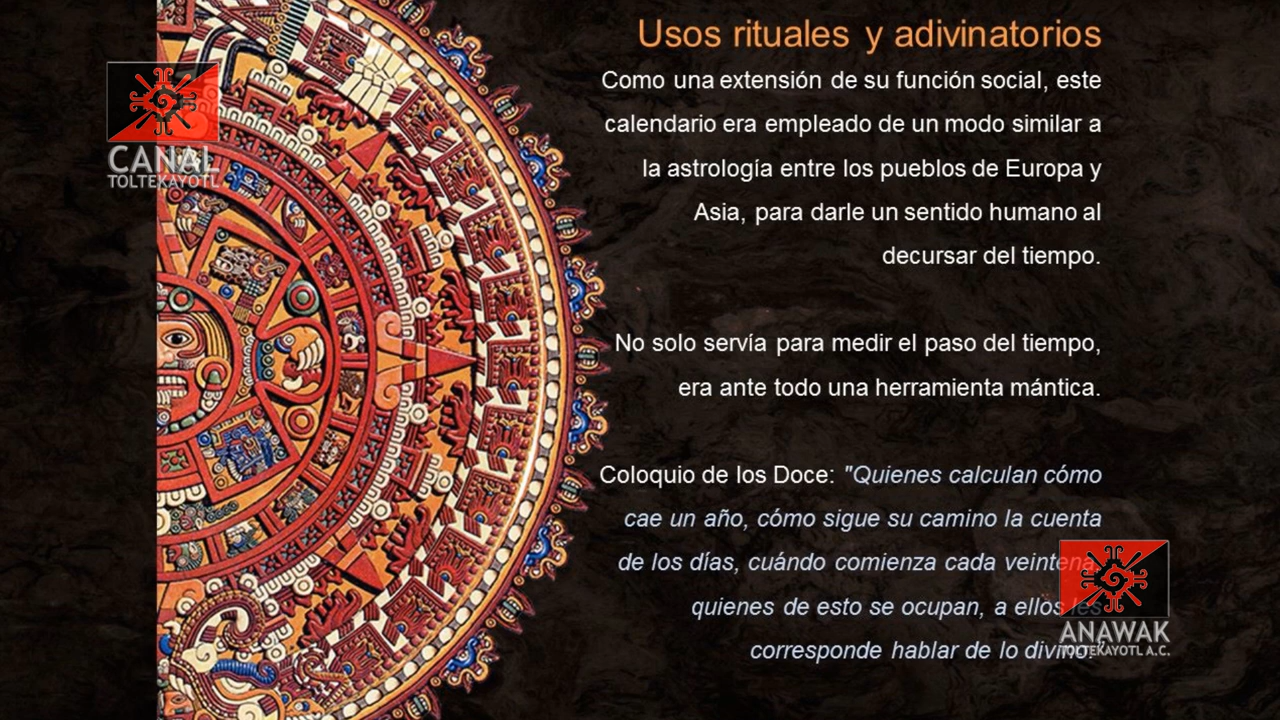 Usos rituales y adivinatorios
Como una extensión de su función social, este
calendario era empleado de un modo similar a
la astrología entre los pueblos de Europa y
Asia, para darle un sentido humano al
decursar del tiempo.
No solo servía para medir el paso del tiempo,
era ante todo una herramienta mántica.
Coloquio de los Doce: "Quienes calculan cómo
cae un año, cómo sigue su camino la cuenta
de los días, cuándo comienza cada veintena,
quienes de esto se ocupan, a ellos les
corresponde hablar de lo divino."
CANAL
TOLTEKAYOTL
ANAWAK
TOLTEKAYOTL A.C.